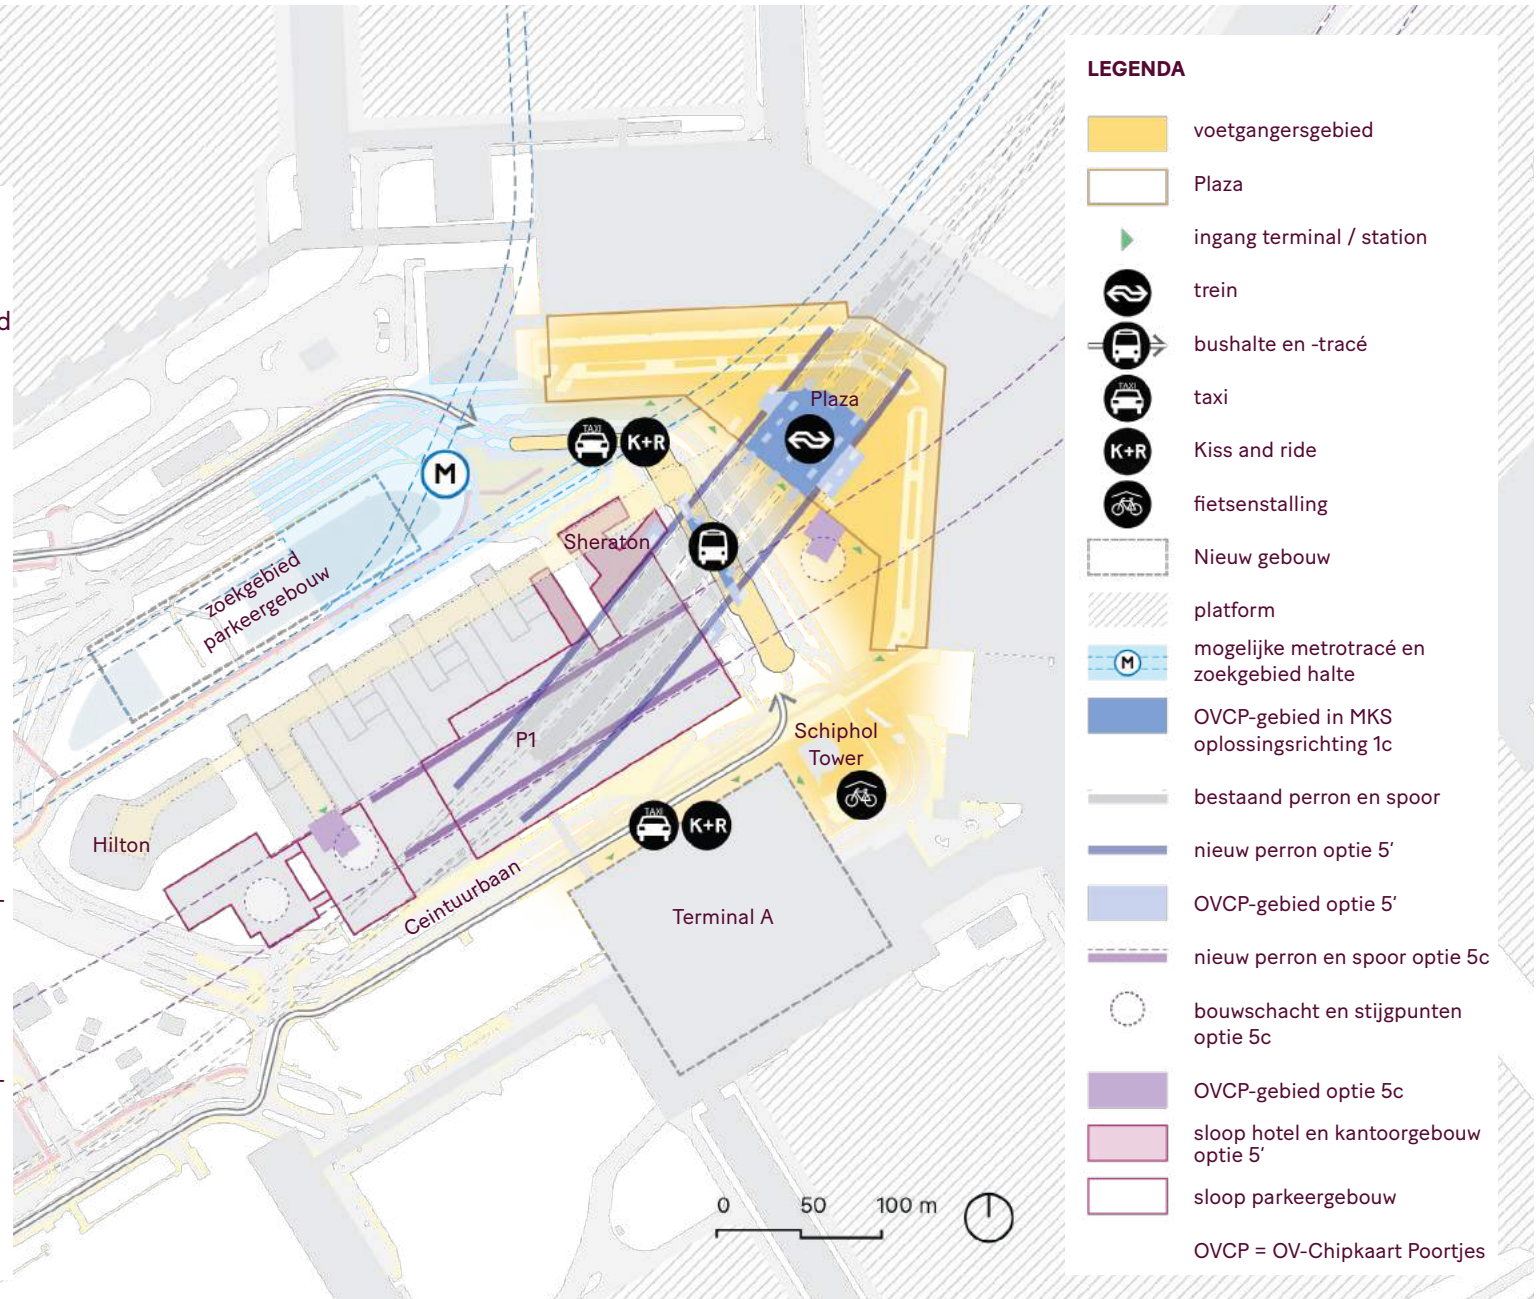 d
M
TAXI
K+R
Plaza
Sheraton
zoekgebied
parkeergebouw
P1
Hilton
Schiphol
Tower
TAXI
K+R
Ceintuurbaan
Terminal A
0 50 100 m
LEGENDA
voetgangersgebied
Plaza
ingang terminal / station
trein
bushalte en -tracé
TAXI
taxi
K+R
Kiss and ride
fietsenstalling
Nieuw gebouw
platform
M
mogelijke metrotracé en
zoekgebied halte
OVCP-gebied in MKS
oplossingsrichting 1c
bestaand perron en spoor
nieuw perron optie 5'
OVCP-gebied optie 5'
nieuw perron en spoor optie 5c
bouwschacht en stijgpunten
optie 5c
OVCP-gebied optie 5c
sloop hotel en kantoorgebouw
optie 5'
sloop parkeergebouw
OVCP = OV-Chipkaart Poortjes